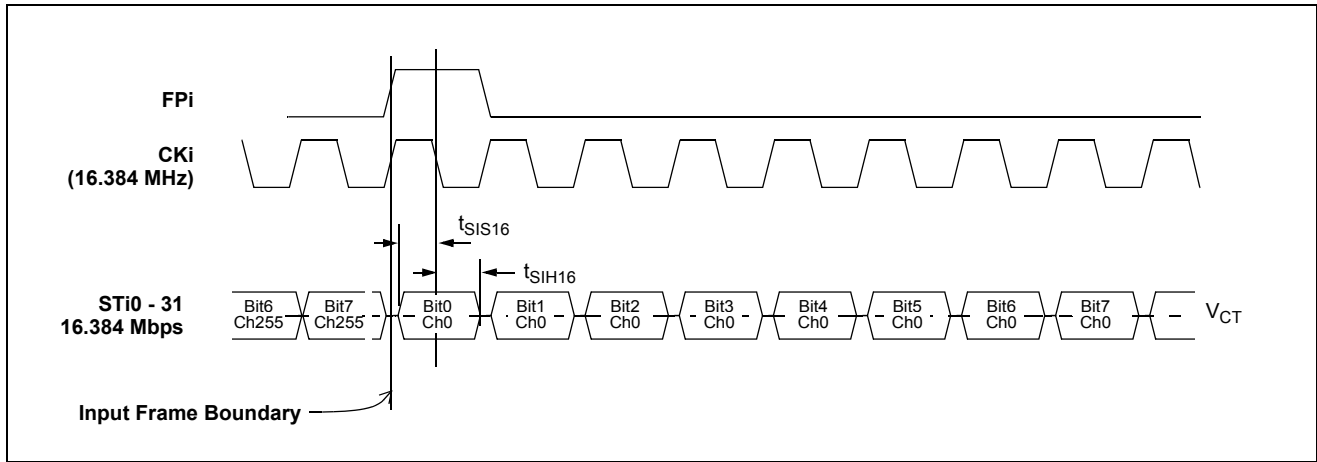 FPi
CKi
(16.384 MHz)
tSIS16
tSIH16
STi0 - 31
16.384 Mbps
Bit6
Ch255
Bit7
Ch255
Bit0
Ch0
Bit1
Ch0
Bit2
Ch0
Bit3
Ch0
Bit4
Ch0
Bit5
Ch0
Bit6
Ch0
Bit7
Ch0
VCT
Input Frame Boundary